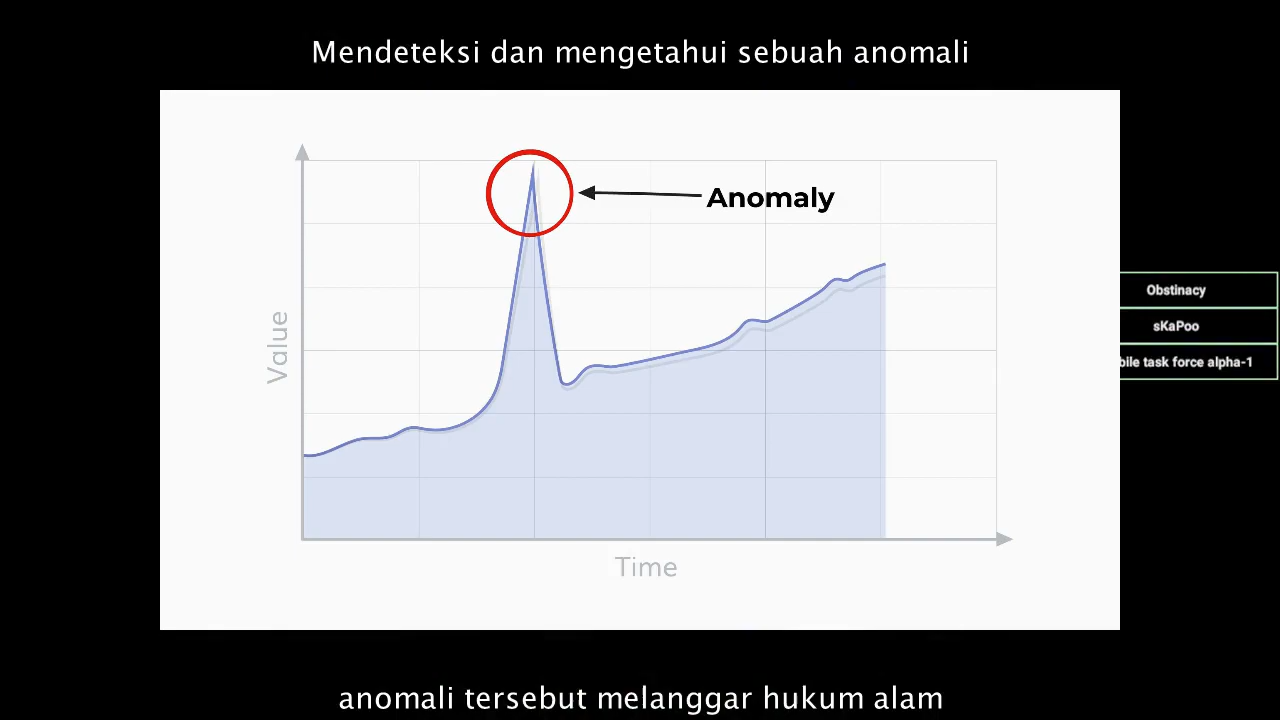 Mendeteksi dan mengetahui sebuah anomali
Anomaly
Value
Time
Obstinacy
sKaPoo
task force alpha-1
anomali tersebut melanggar hukum alam